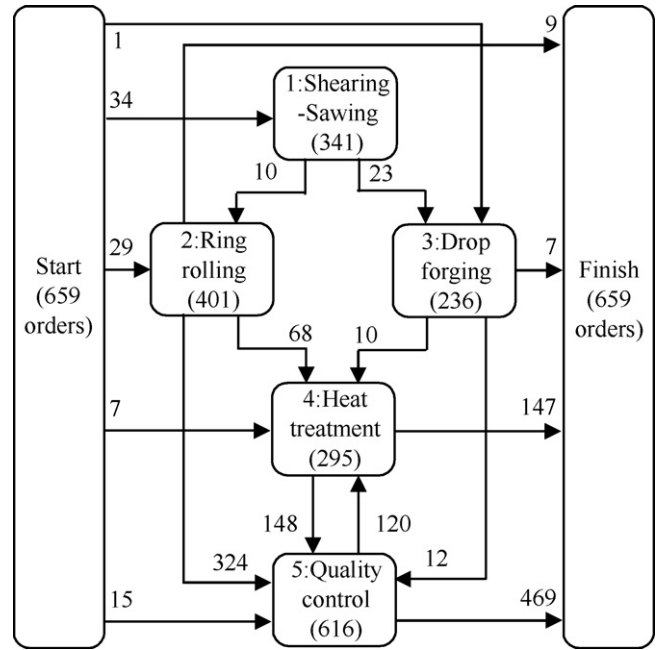 1
9
34
1:Shearing
-Sawing
(341)
10
23
29
2:Ring
rolling
(401)
3:Drop
forging
(236)
7
Start
(659
orders)
Finish
(659
orders)
68
10
7
4:Heat
treatment
(295)
147
148
120
324
12
15
5:Quality
control
(616)
469